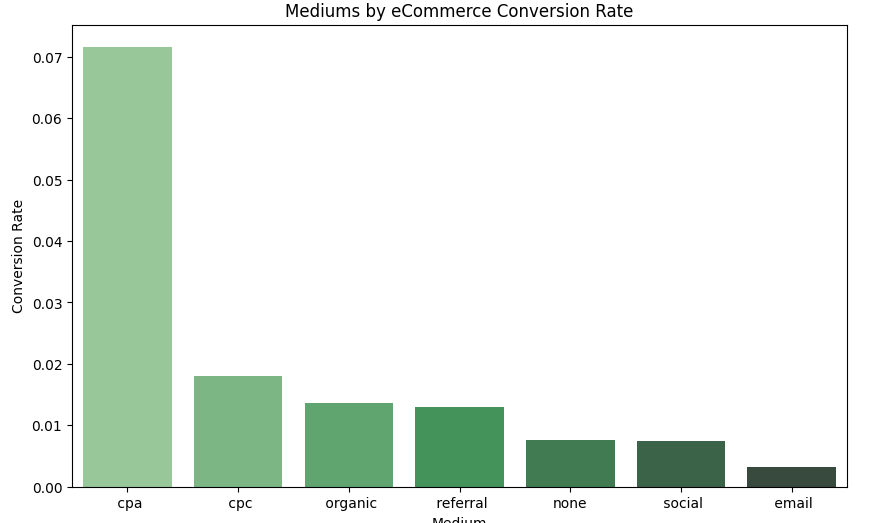 Mediums by eCommerce Conversion Rate
Conversion Rate
0.07
0.06
0.05
0.04
0.03
0.02
0.01
0.00
cpa cpc organic referral none social email
Medium